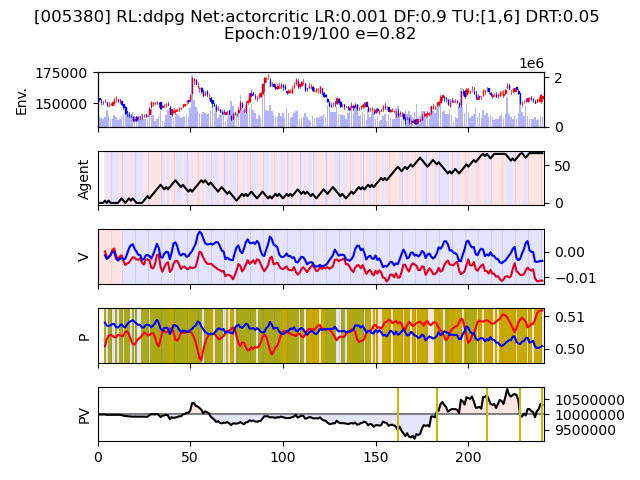 [005380] RL:ddpg Net:actorcritic LR:0.001 DF:0.9 TU:[1,6] DRT:0.05
Epoch:019/100 e=0.82
1e6
175000
150000
Env.
2
0
Agent
50
0
V
0.00
−0.01
P
0.51
0.50
PV
10500000
10000000
9500000
0 50 100 150 200